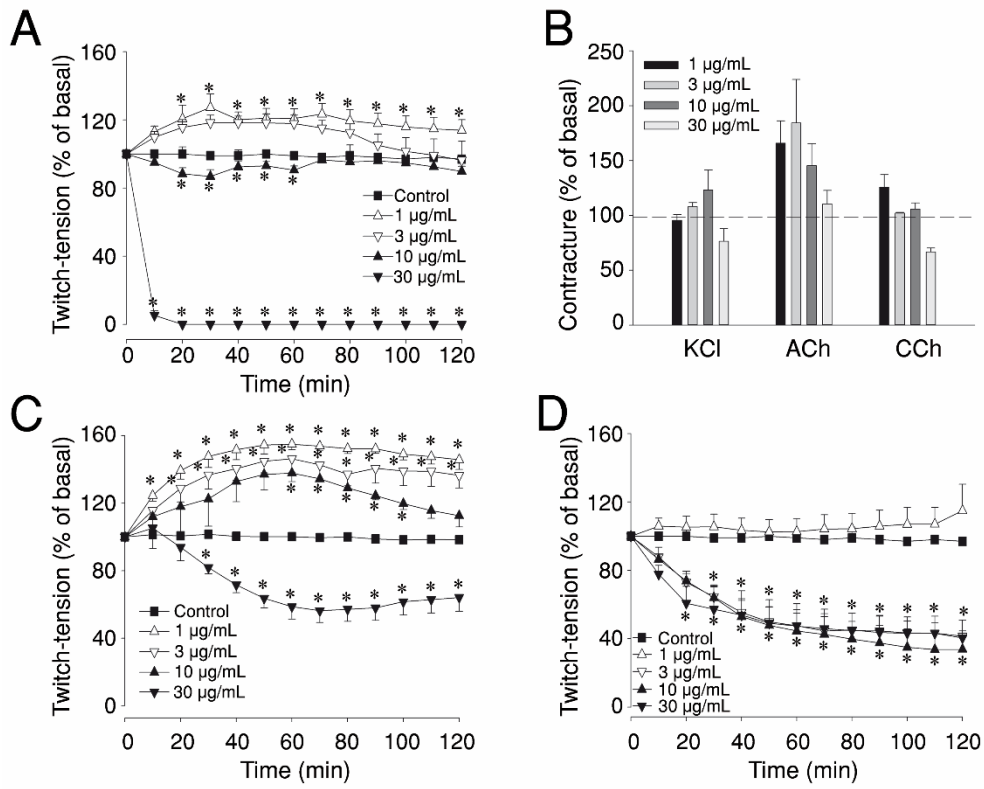 A
Twitch-tension (% of basal)
160
120
80
40
0
* * * * * * * * * * *
* * * * *
Control
1 µg/mL
3 µg/mL
10 µg/mL
30 µg/mL
* * * * * * * * * * * *
0 20 40 60 80 100 120
Time (min)
B
Contracture (% of basal)
250
200
150
100
50
0
1 µg/mL
3 µg/mL
10 µg/mL
30 µg/mL
KCl ACh CCh
C
Twitch-tension (% of basal)
160
120
80
40
0
* * * * * * * * * * * *
* * * * * * * * * * *
* * * * *
* * * * * * * * * *
Control
1 µg/mL
3 µg/mL
10 µg/mL
30 µg/mL
0 20 40 60 80 100 120
Time (min)
D
Twitch-tension (% of basal)
160
120
80
40
0
* * * * * * * * * *
* * * * * * * * * * *
Control
1 µg/mL
3 µg/mL
10 µg/mL
30 µg/mL
0 20 40 60 80 100 120
Time (min)